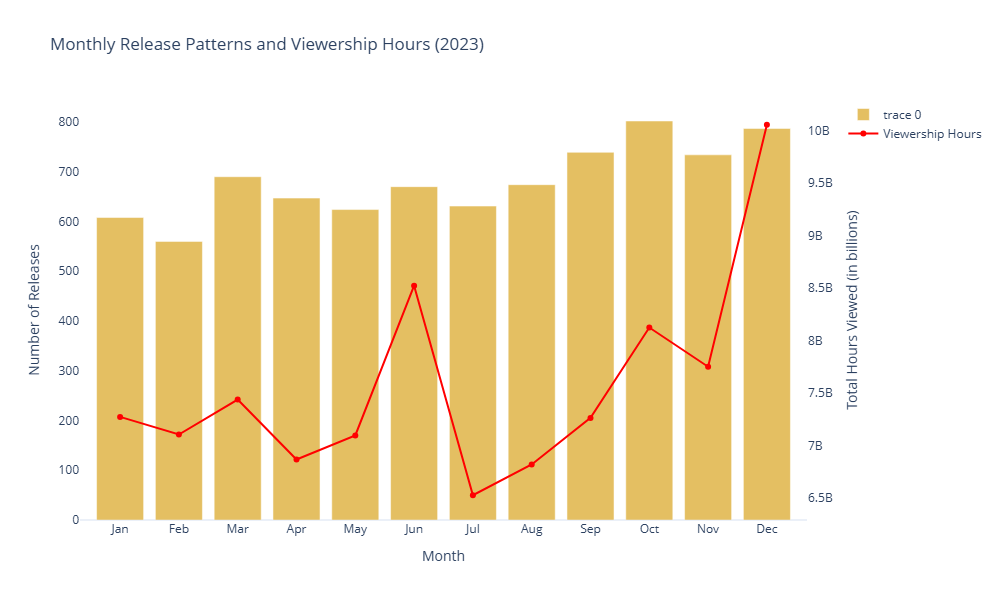 Monthly Release Patterns and Viewership Hours (2023)
trace 0
Viewership Hours
Number of Releases
800
700
600
500
400
300
200
100
0
10B
9.5B
9B
8.5B
8B
7.5B
7B
6.5B
Total Hours Viewed (in billions)
Jan Feb Mar Apr May Jun Jul Aug Sep Oct Nov Dec
Month